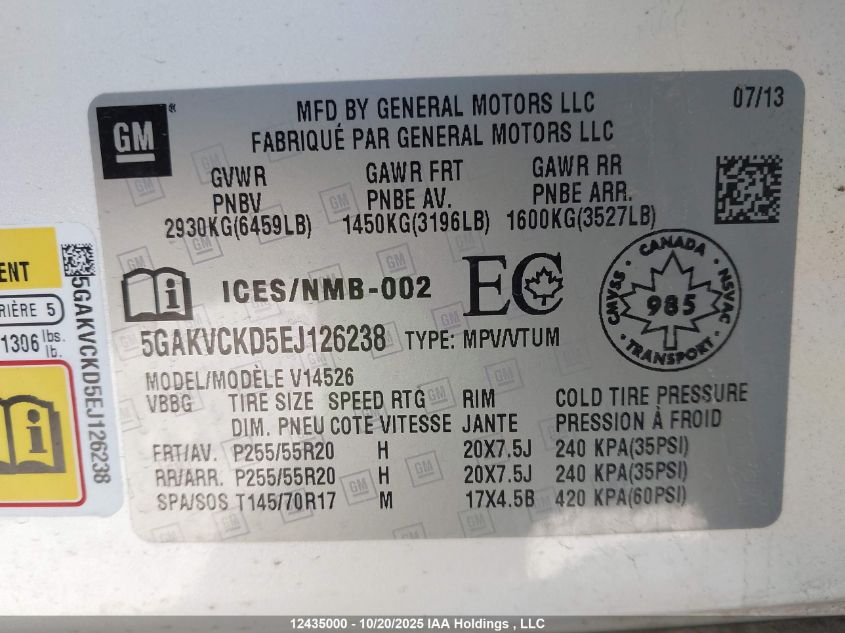 GM
MFD BY GENERAL MOTORS LLC
FABRIQUÉ PAR GENERAL MOTORS LLC
07/13
GVWR GAWR FRT GAWR RR
PNBV PNBE AV. PNBE ARR.
2930KG(6459LB) 1450KG(3196LB) 1600KG(3527LB)
ICES/NMB-002
EC
CANADA
CMVSS
NSVAC
985
TRANSPORT
5GAKVCKD5EJ126238 TYPE: MPV/VTUM
MODEL/MODÈLE V14526
VBBG TIRE SIZE SPEED RTG RIM COLD TIRE PRESSURE
DIM. PNEU COTE VITESSE JANTE PRESSION À FROID
FRT/AV. P255/55R20 H 20X7.5J 240 KPA(35PSI)
RR/ARR. P255/55R20 H 20X7.5J 240 KPA(35PSI)
SPA/SOS T145/70R17 M 17X4.5B 420 KPA(60PSI)
ENT
RIÈRE 5
1306 lbs.
lb.
5GAKVCKD5EJ126238
12435000 - 10/20/2025 IAA Holdings , LLC